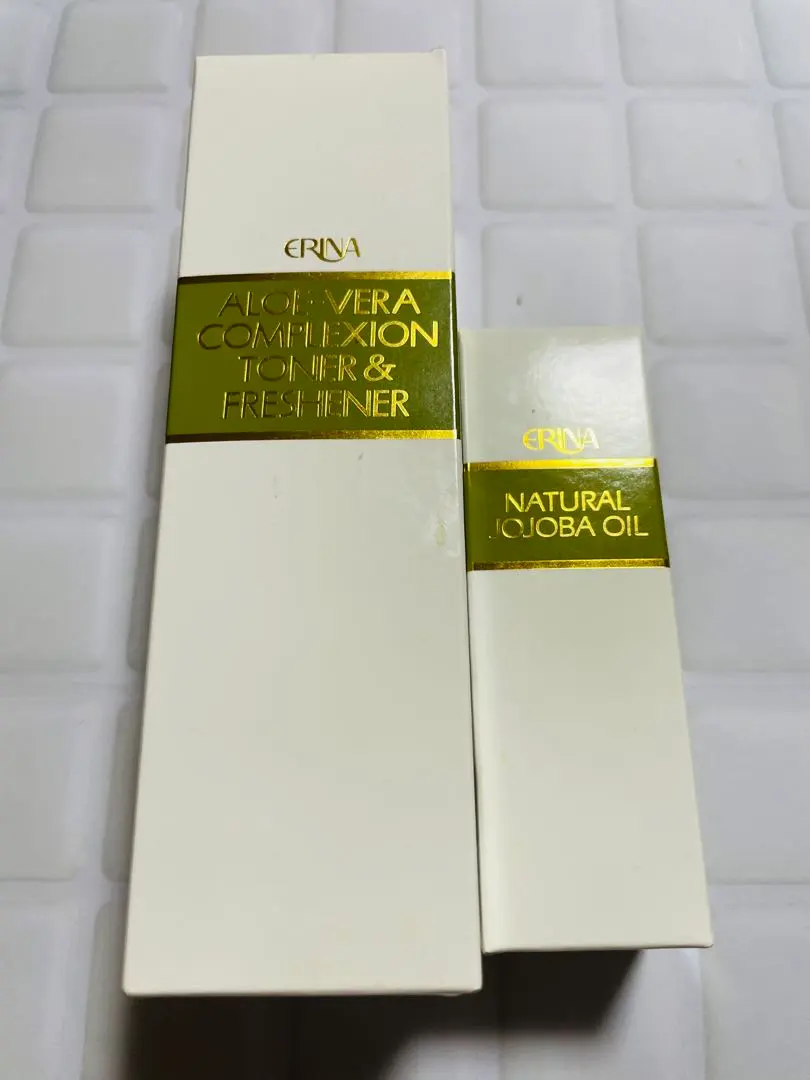 ERINA
ALOE-VERA
COMPLEXION
TONER &
FRESHENER
ERINA
NATURAL
JOJOBA OIL